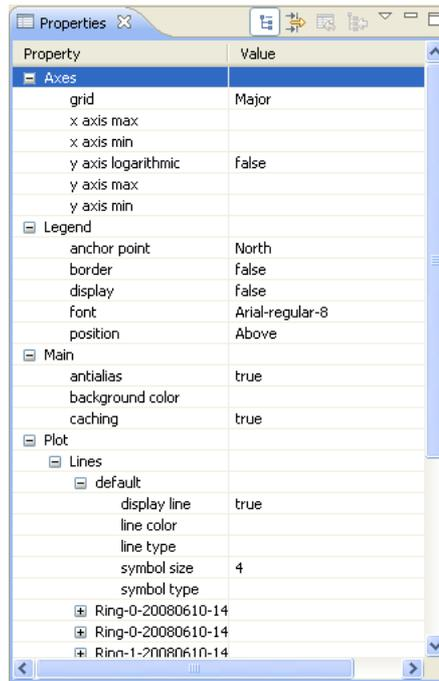 Properties
Property Value
Axes
grid Major
x axis max
x axis min
y axis logarithmic false
y axis max
y axis min
Legend
anchor point North
border false
display false
font Arial-regular-8
position Above
Main
antialias true
background color
caching true
Plot
Lines
default
display line true
line color
line type
symbol size 4
symbol type
Ring-0-20080610-14
Ring-0-20080610-14
Ring-1-20080610-14